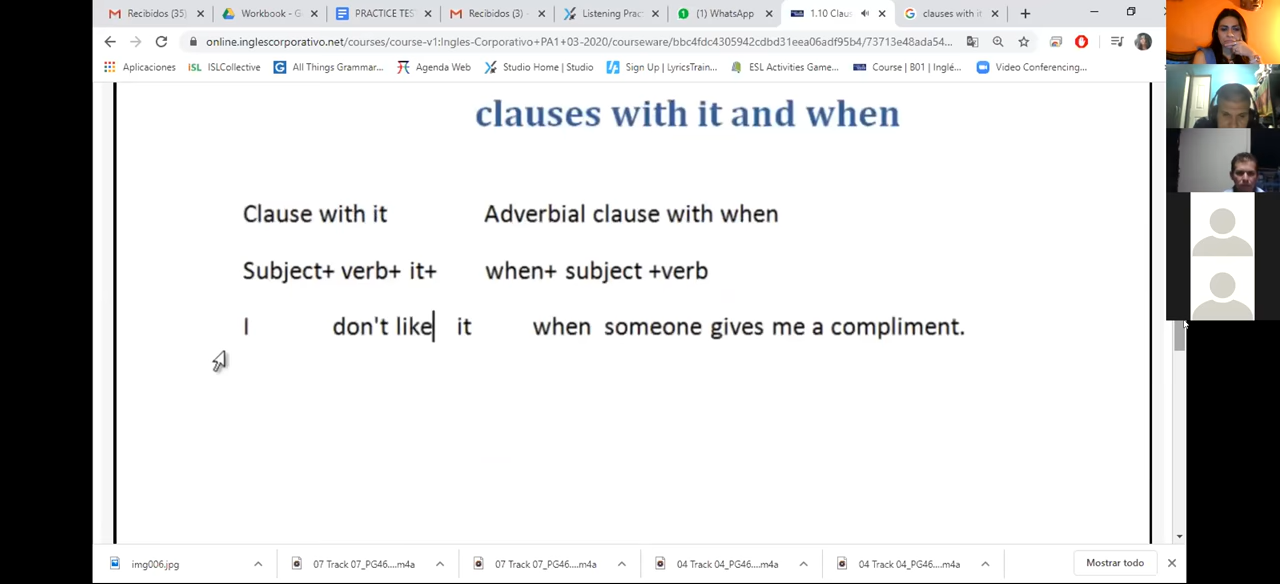 Recibidos (35)
Workbook - G
PRACTICE TES
Recibidos (3) -
Listening Prac
(1) WhatsApp
1.10 Clau
clauses with it
online.inglescorporativo.net/courses/course-v1:Ingles-Corporativo+PA1+03-2020/courseware/bbc4fdc4305942cdbd31eea06adf95b4/73713e48ada54...
Aplicaciones
ISLCollective
All Things Grammar...
Agenda Web
Studio Home | Studio
Sign Up | LyricsTrain...
ESL Activities Game...
Course | B01 | Inglé...
Video Conferencing...
clauses with it and when
Clause with it Adverbial clause with when
Subject+ verb+ it+ when+ subject +verb
I don't like it when someone gives me a compliment.
img006.jpg
07 Track 07_PG46....m4a
07 Track 07_PG46....m4a
04 Track 04_PG46....m4a
04 Track 04_PG46....m4a
Mostrar todo